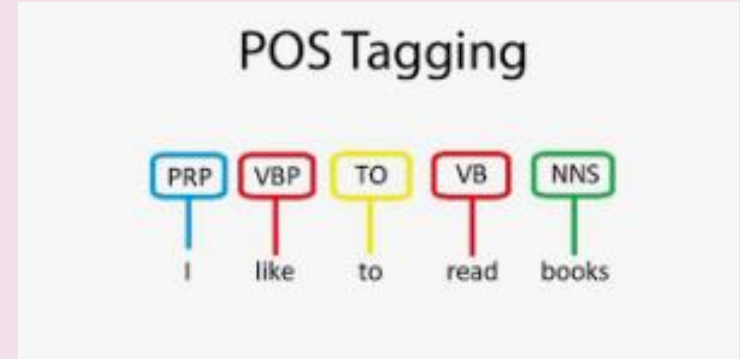 POS Tagging
PRP VBP TO VB NNS
I like to read books